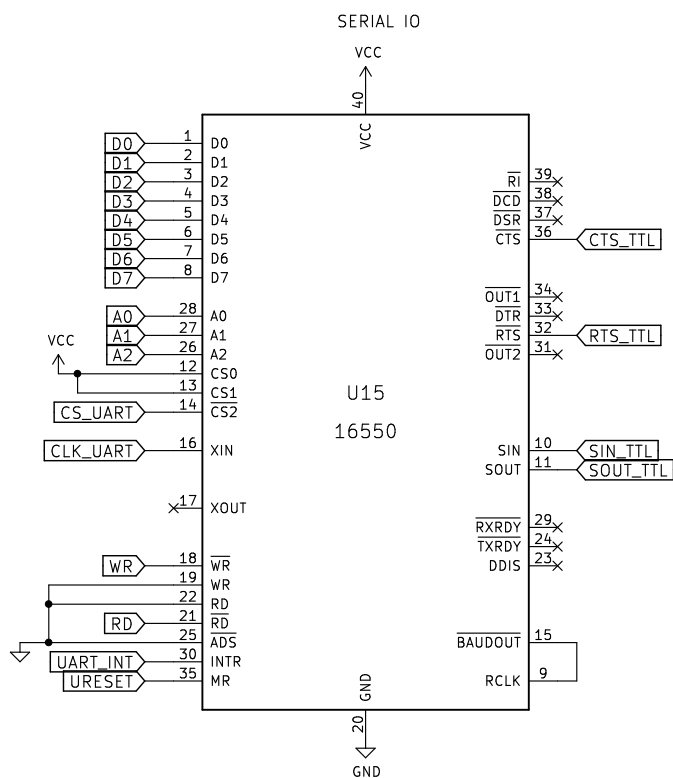 SERIAL IO
VCC
40
VCC
D0 1 D0
D1 2 D1
D2 3 D2
D3 4 D3
D4 5 D4
D5 6 D5
D6 7 D6
D7 8 D7
39 RI
38 DCD
37 DSR
36 CTS CTS_TTL
A0 28 A0
A1 27 A1
A2 26 A2
VCC
12 CS0
13 CS1
CS_UART 14 CS2
CLK_UART 16 XIN
17 XOUT
OUT1 34
DTR 33
RTS 32 RTS_TTL
OUT2 31
U15
16550
SIN 10 SIN_TTL
SOUT 11 SOUT_TTL
RXRDY 29
TXRDY 24
DDIS 23
WR 18 WR
19 WR
22 RD
RD 21 RD
25 ADS
UART_INT 30 INTR
URESET 35 MR
BAUDOUT 15
RCLK 9
GND
20
GND